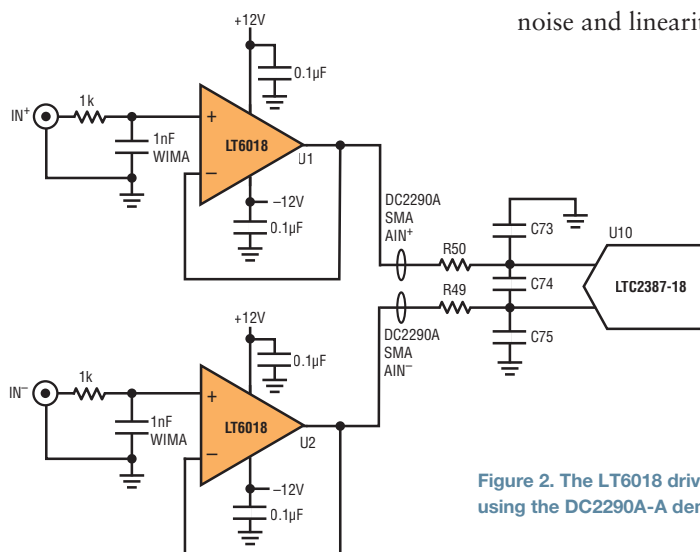 noise and linearit
+12V
0.1µF
IN+
1k
1nF
WIMA
+
LT6018
–
U1
–12V
0.1µF
DC2290A
SMA
AIN+
R50
R49
C73
C74
C75
U10
LTC2387-18
DC2290A
SMA
AIN–
+12V
0.1µF
IN–
1k
1nF
WIMA
+
LT6018
–
U2
–12V
0.1µF
Figure 2. The LT6018 driv
using the DC2290A-A der